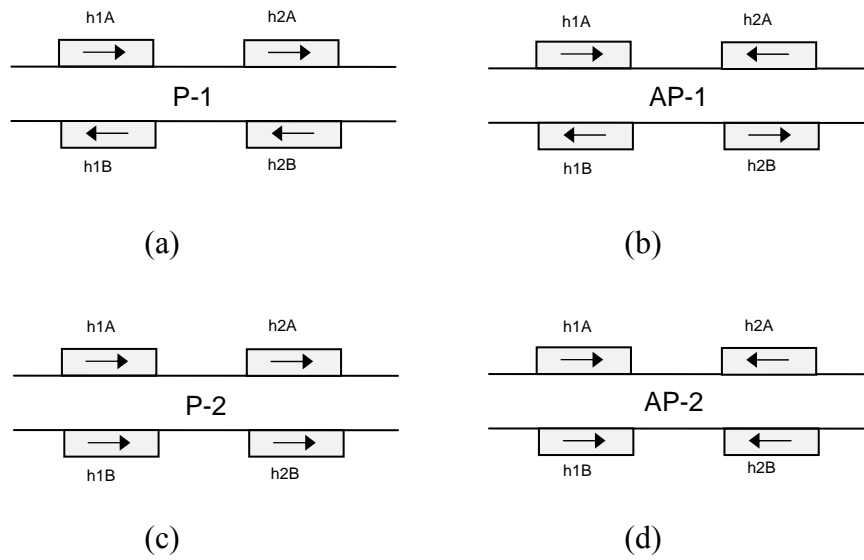 h1A h2A
P-1
h1B h2B
(a)
h1A h2A
AP-1
h1B h2B
(b)
h1A h2A
P-2
h1B h2B
(c)
h1A h2A
AP-2
h1B h2B
(d)